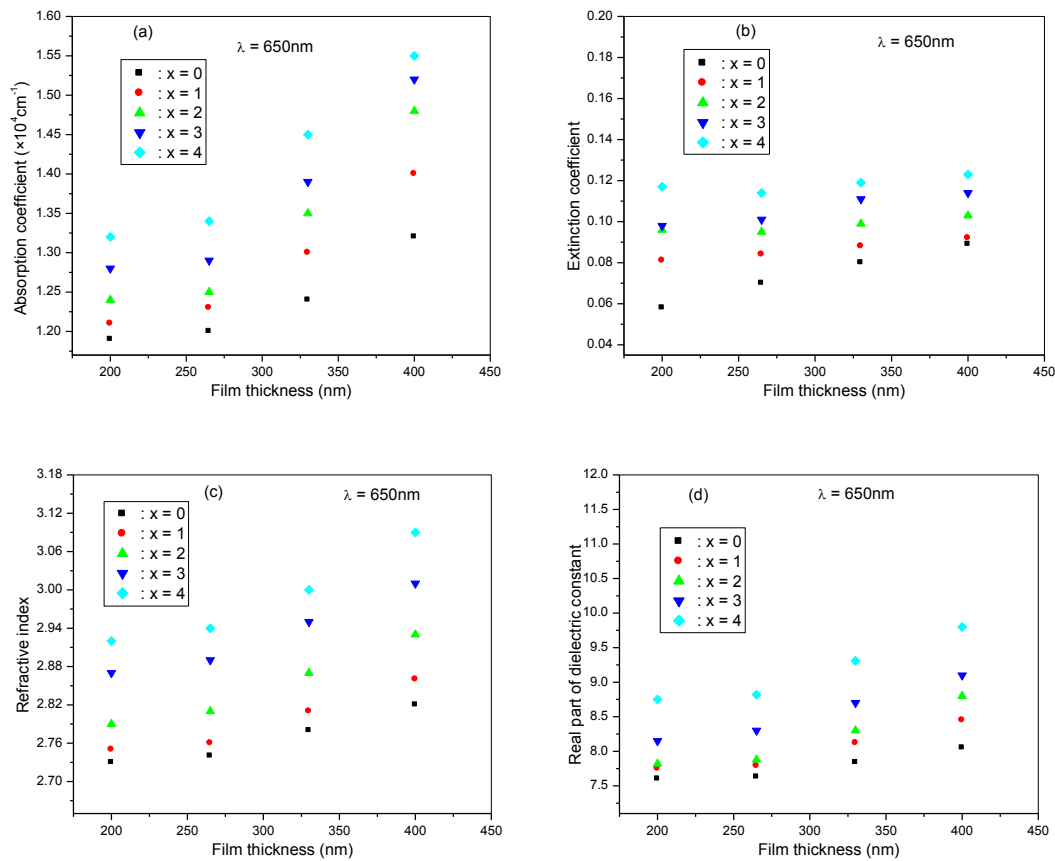 (a)
λ = 650nm
: x = 0
: x = 1
: x = 2
: x = 3
: x = 4
1.60
1.55
1.50
1.45
1.40
1.35
1.30
1.25
1.20
Absorption coefficient (×10⁴cm⁻¹)
200 250 300 350 400 450
Film thickness (nm)
(b)
λ = 650nm
: x = 0
: x = 1
: x = 2
: x = 3
: x = 4
0.20
0.18
0.16
0.14
0.12
0.10
0.08
0.06
0.04
Extinction coefficient
200 250 300 350 400 450
Film thickness (nm)
(c)
λ = 650nm
: x = 0
: x = 1
: x = 2
: x = 3
: x = 4
3.18
3.12
3.06
3.00
2.94
2.88
2.82
2.76
2.70
Refractive index
200 250 300 350 400 450
Film thickness (nm)
(d)
λ = 650nm
: x = 0
: x = 1
: x = 2
: x = 3
: x = 4
12.0
11.5
11.0
10.5
10.0
9.5
9.0
8.5
8.0
7.5
Real part of dielectric constant
200 250 300 350 400 450
Film thickness (nm)